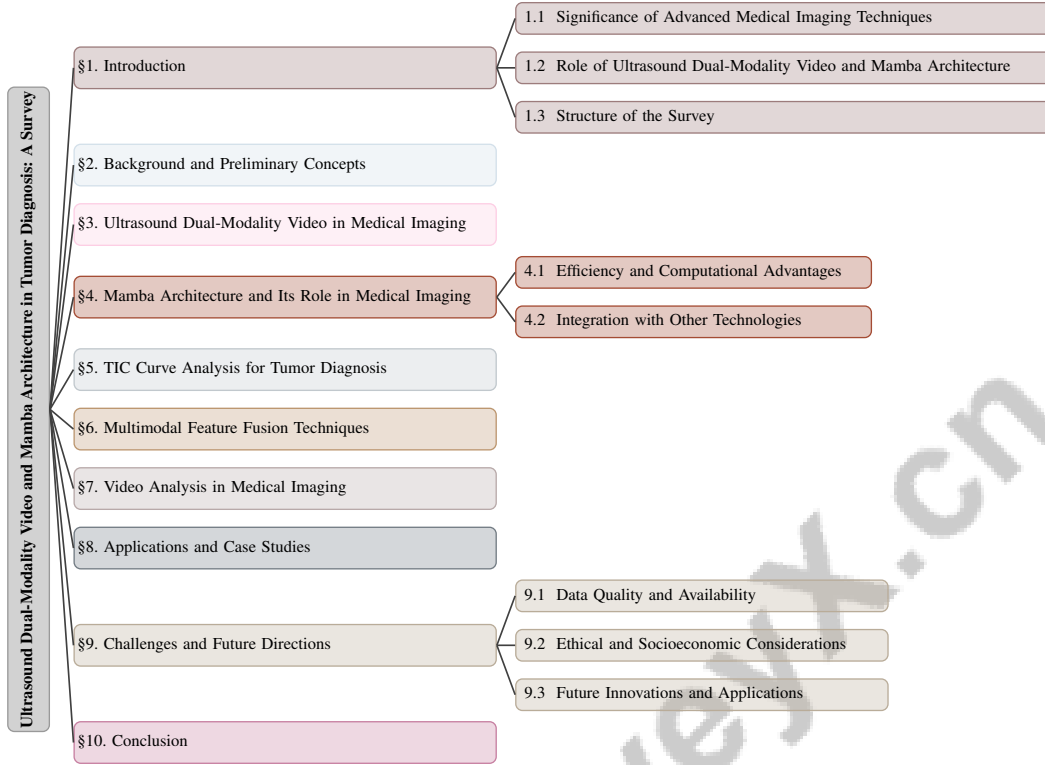 Ultrasound Dual-Modality Video and Mamba Architecture in Tumor Diagnosis: A Survey
§1. Introduction
1.1 Significance of Advanced Medical Imaging Techniques
1.2 Role of Ultrasound Dual-Modality Video and Mamba Architecture
1.3 Structure of the Survey
§2. Background and Preliminary Concepts
§3. Ultrasound Dual-Modality Video in Medical Imaging
§4. Mamba Architecture and Its Role in Medical Imaging
4.1 Efficiency and Computational Advantages
4.2 Integration with Other Technologies
§5. TIC Curve Analysis for Tumor Diagnosis
§6. Multimodal Feature Fusion Techniques
§7. Video Analysis in Medical Imaging
§8. Applications and Case Studies
§9. Challenges and Future Directions
9.1 Data Quality and Availability
9.2 Ethical and Socioeconomic Considerations
9.3 Future Innovations and Applications
§10. Conclusion
eyx.cn